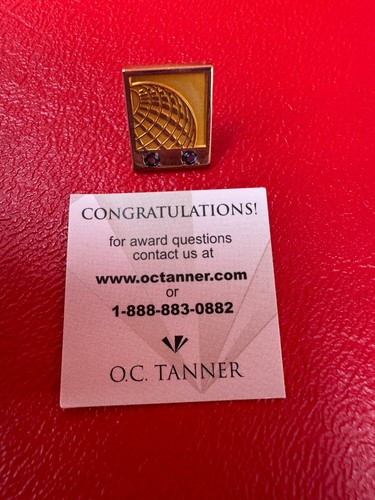 CONGRATULATIONS!
for award questions
contact us at
www.octanner.com
or
1-888-883-0882
O.C. TANNER